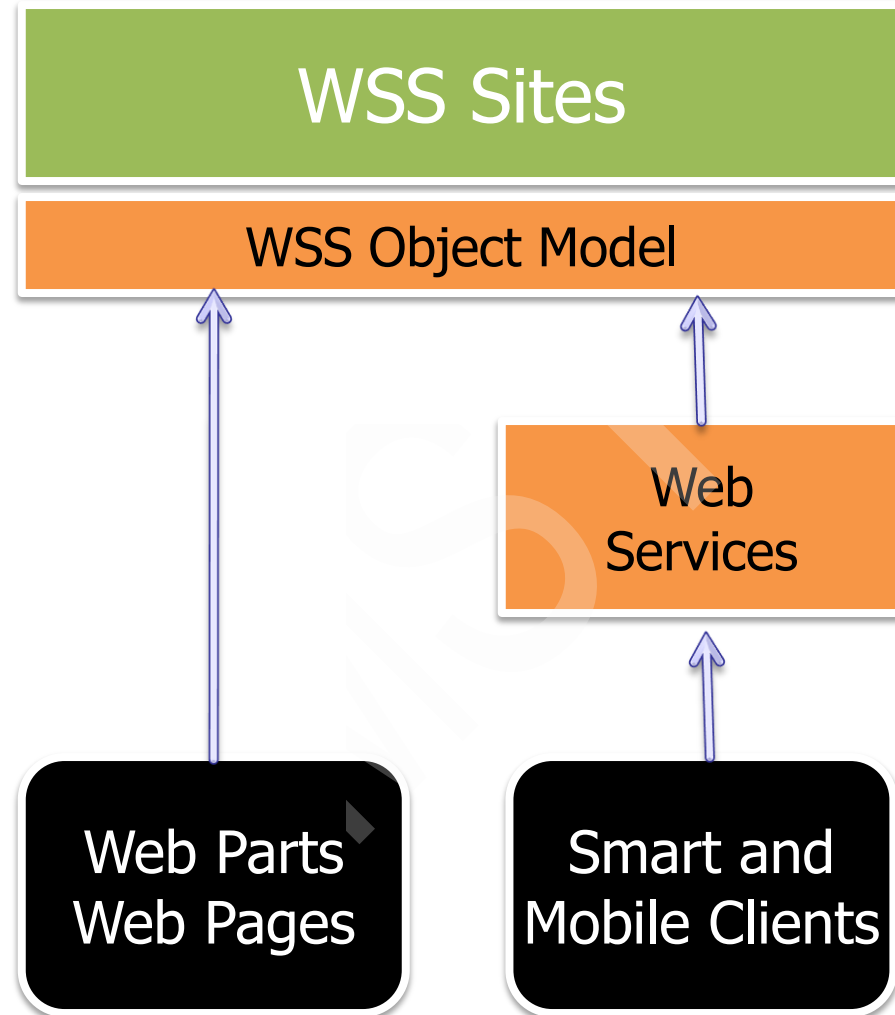 WSS Sites
WSS Object Model
Web
Services
Web Parts
Web Pages
Smart and
Mobile Clients